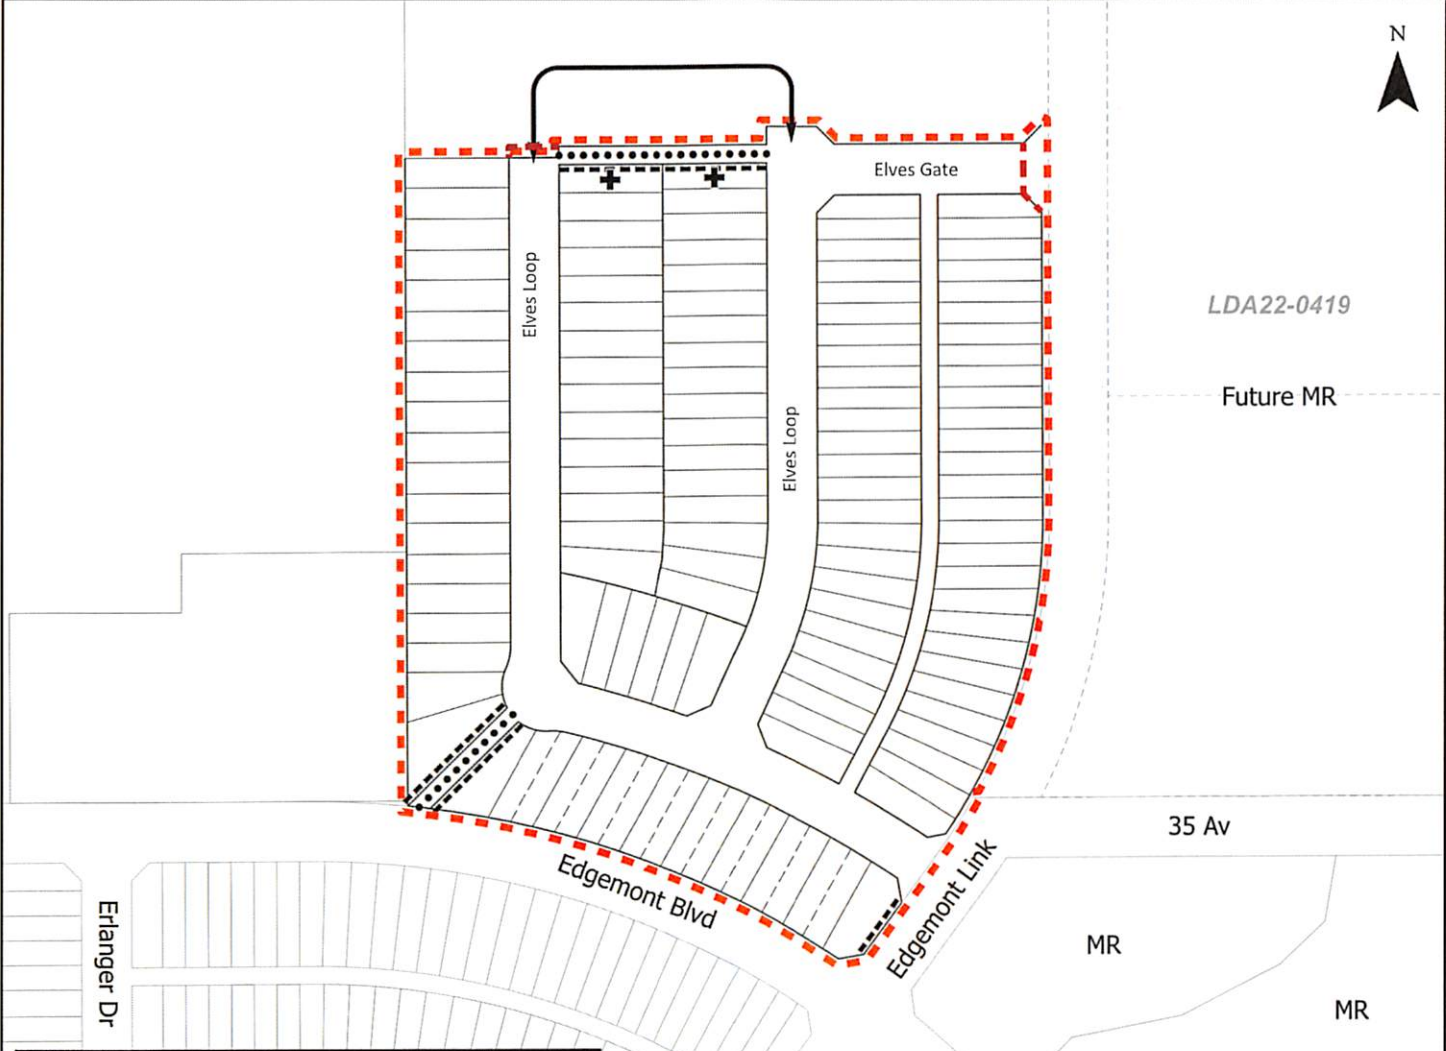 N
Elves Gate
Elves Loop
LDA22-0419
Future MR
Elves Loop
35 Av
Edgemont Blvd
Edgemont Link
Erlanger Dr
MR
MR